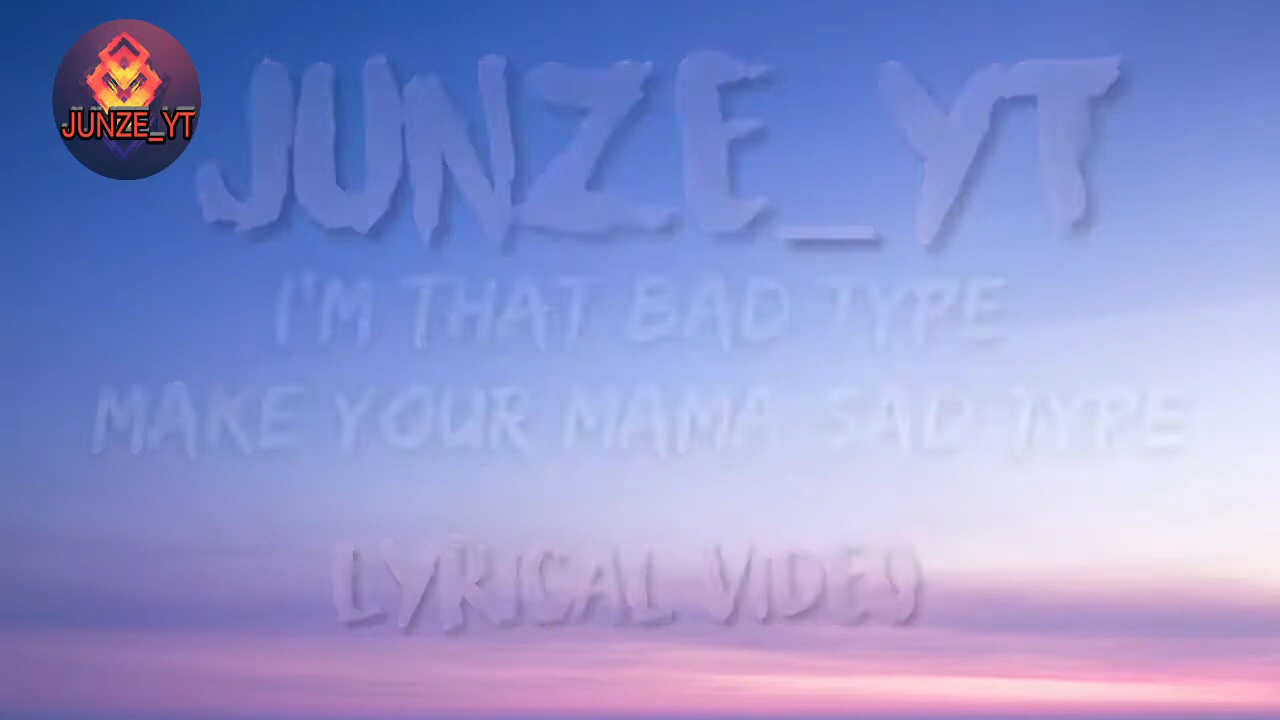 JUNZE_YT
JUNZE_YT
I'M THAT BAD TYPE
MAKE YOUR MAMA SAD TYPE
LYRICAL VIDEO